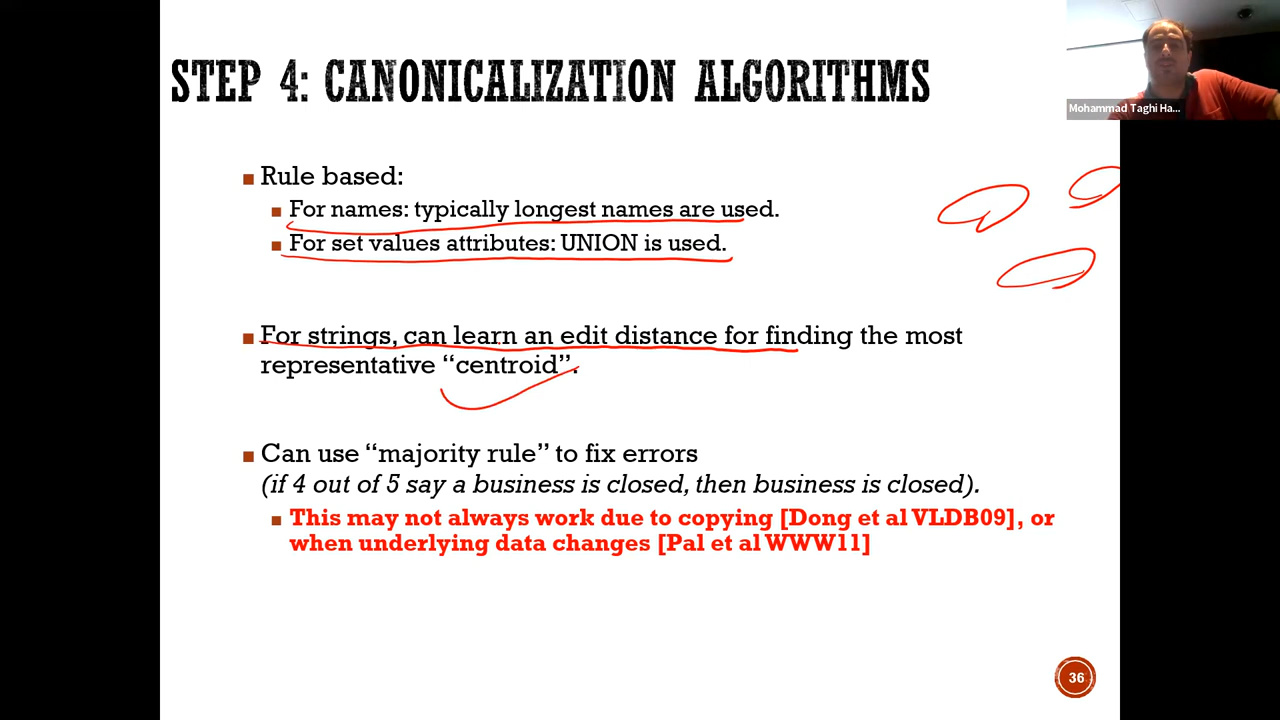 STEP 4: CANONICALIZATION ALGORITHMS
Mohammad Taghi Ha...
Rule based:
For names: typically longest names are used.
For set values attributes: UNION is used.
For strings, can learn an edit distance for finding the most
representative “centroid”.
Can use “majority rule” to fix errors
(if 4 out of 5 say a business is closed, then business is closed).
This may not always work due to copying [Dong et al VLDB09], or
when underlying data changes [Pal et al WWW11]
36